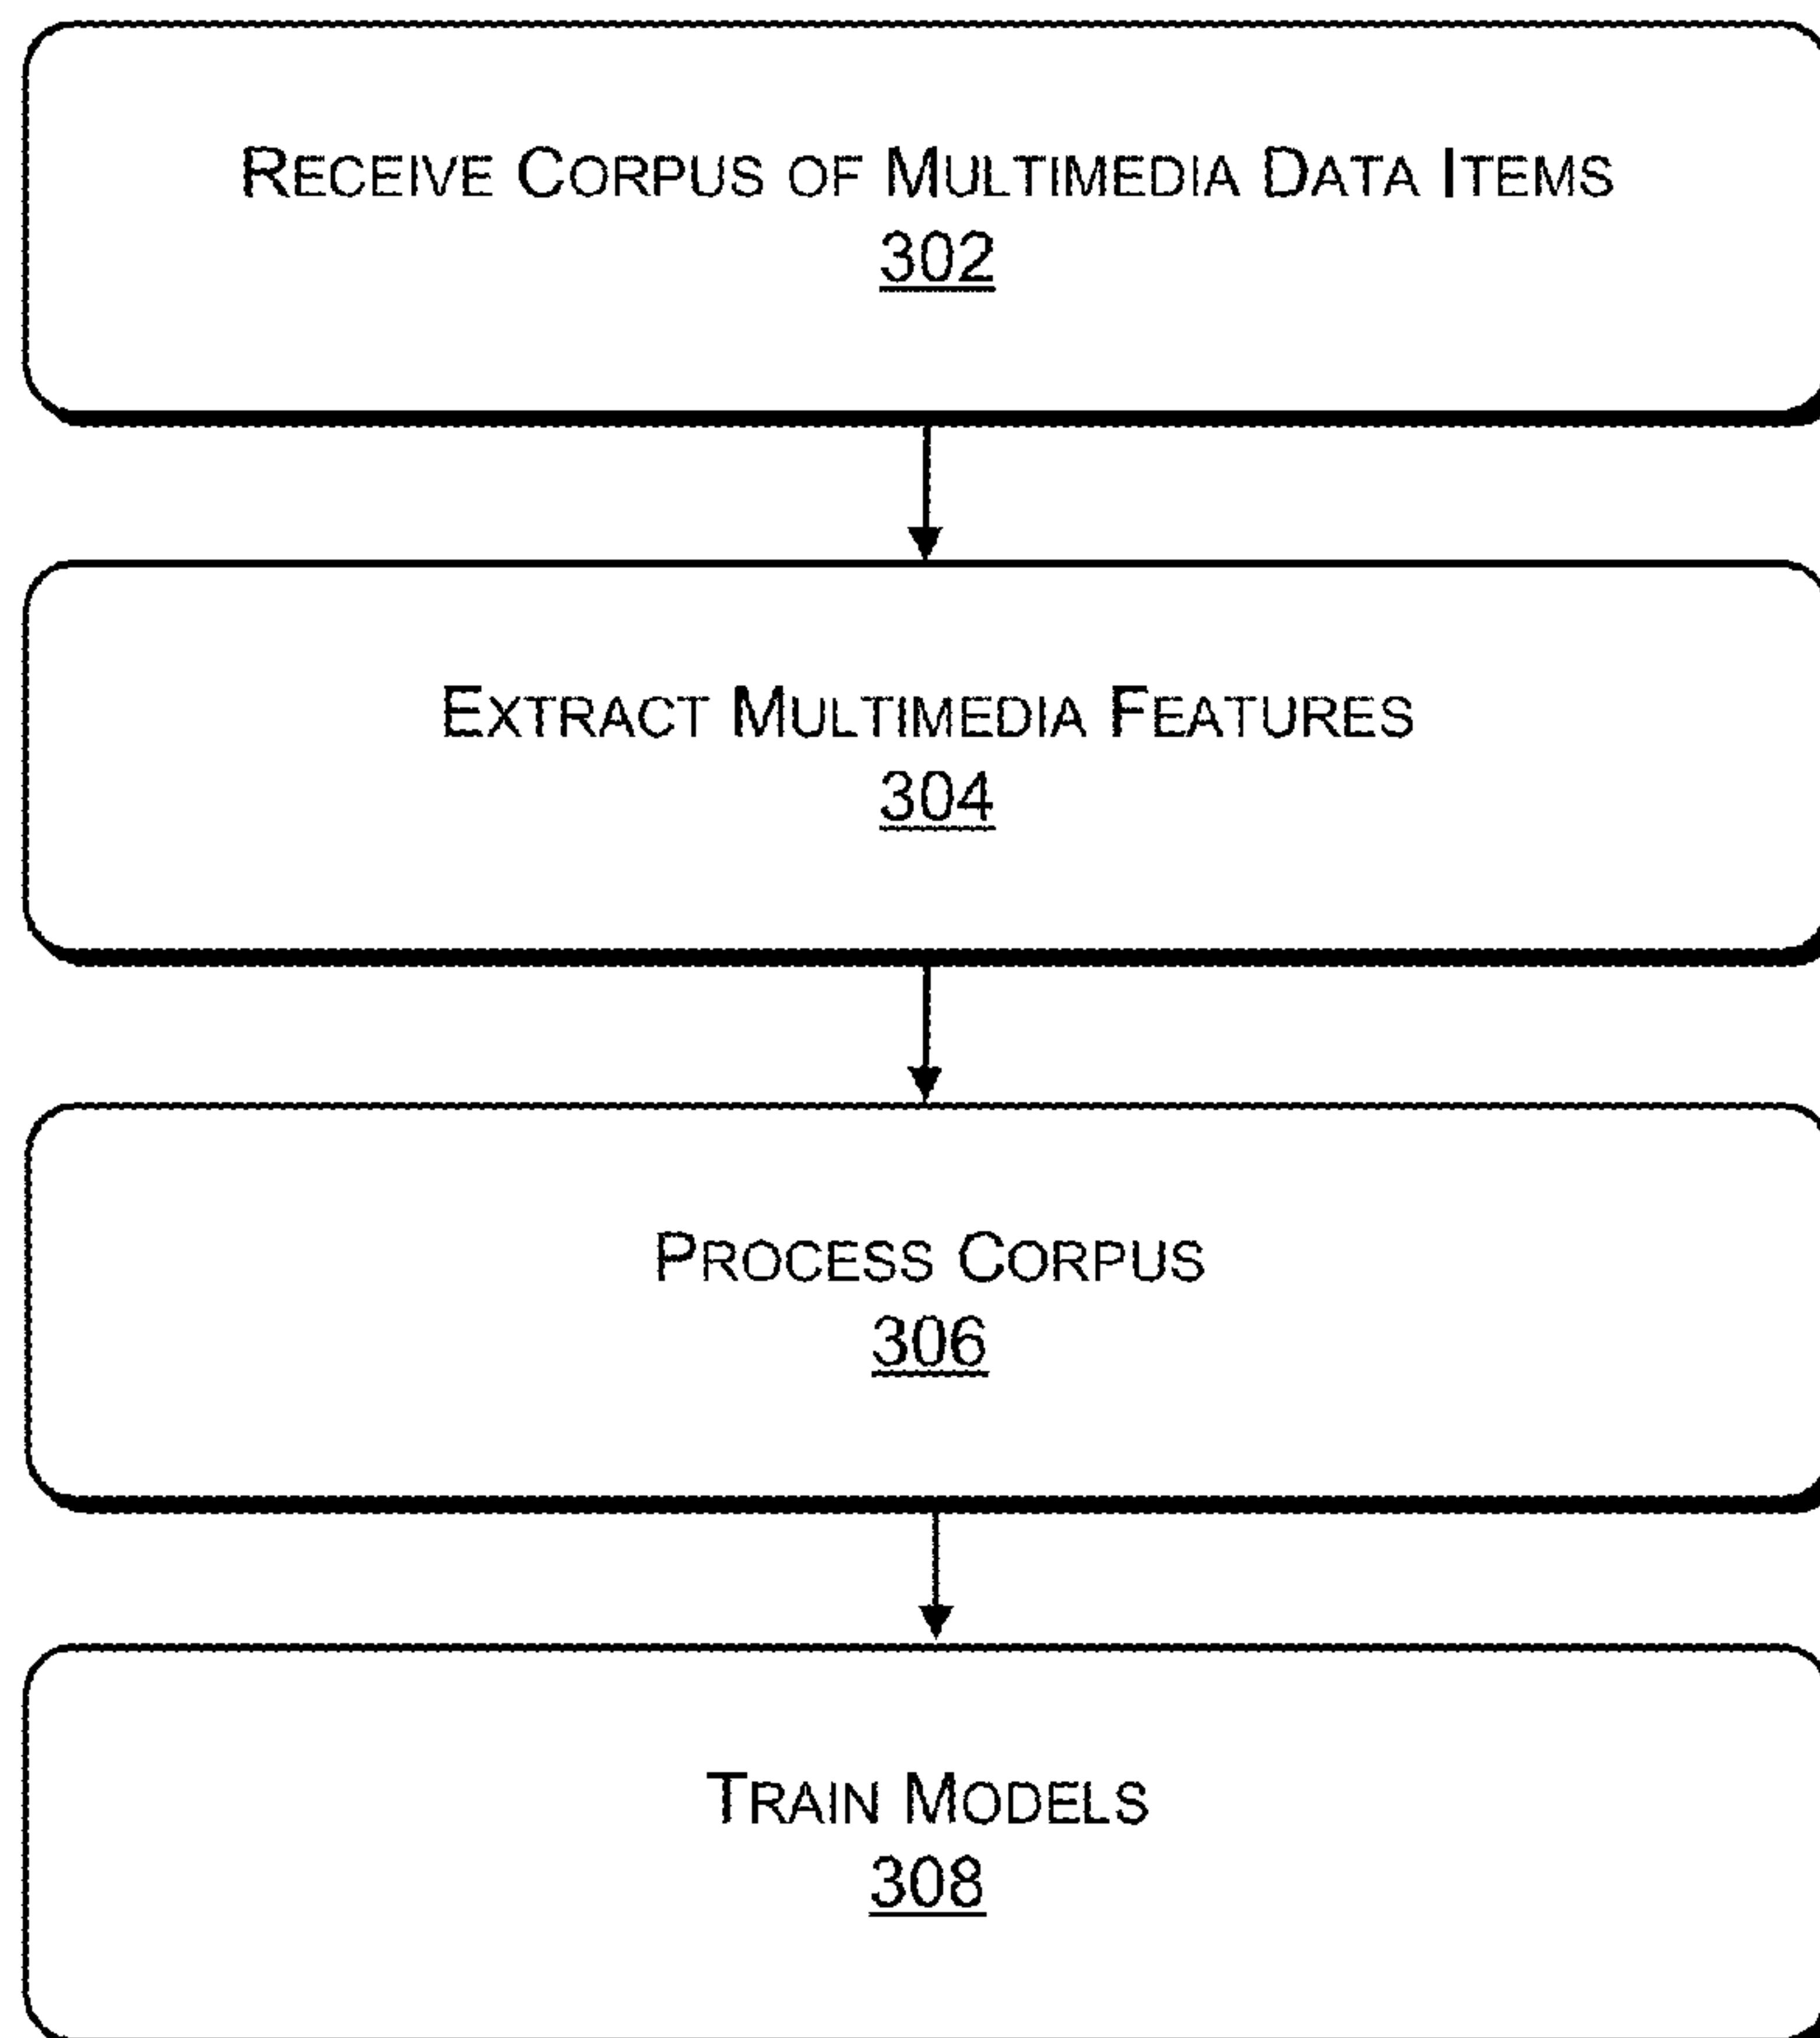 RECEIVE CORPUS OF MULTIMEDIA DATA ITEMS
302
EXTRACT MULTIMEDIA FEATURES
304
PROCESS CORPUS
306
TRAIN MODELS
308